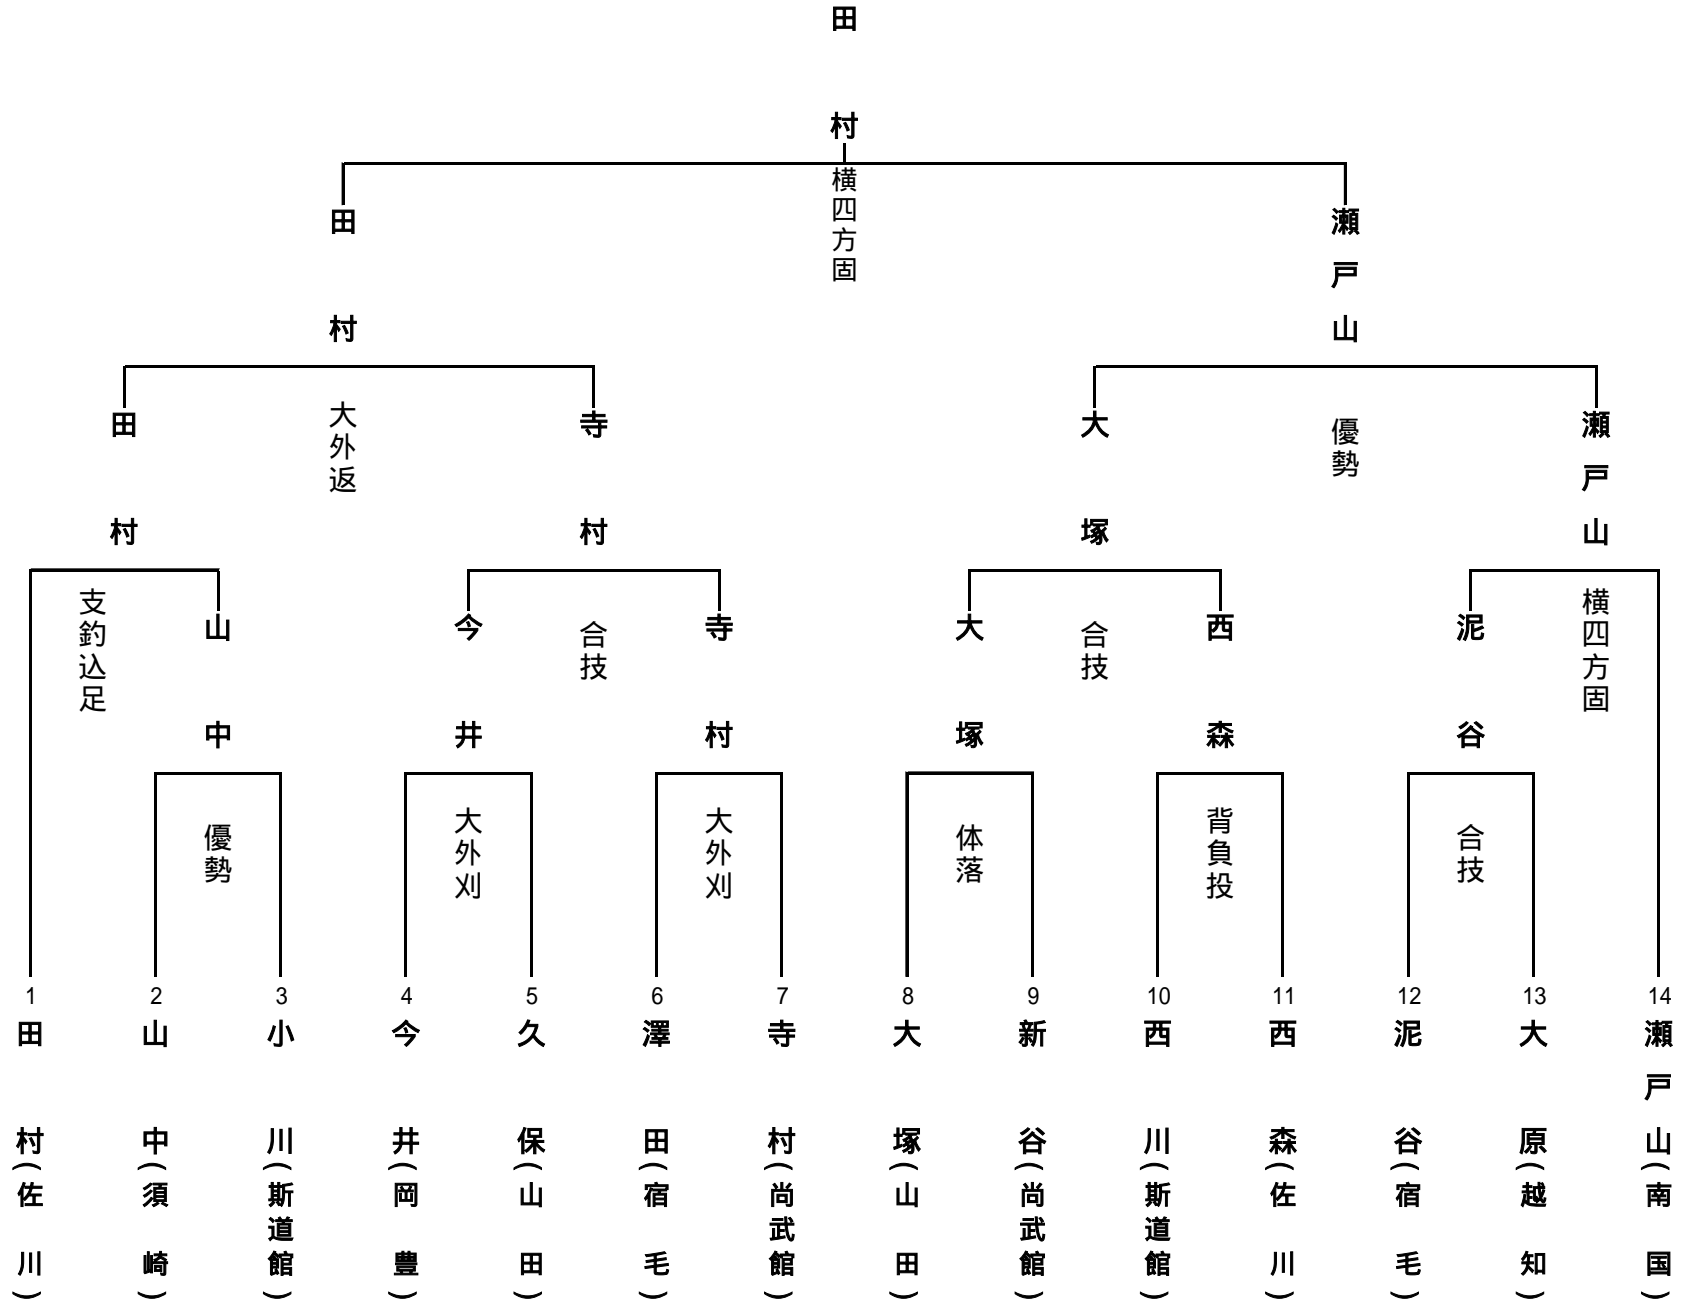 田村
横四方固
田村
瀬戸山
大外返
優勢
田村
寺村
大塚
瀬戸山
支釣込足
合技
合技
横四方固
山中
今井
寺村
大塚
西森
泥谷
優勢
大外刈
大外刈
体落
背負投
合技
1 田村(佐川)
2 山中(須崎)
3 小川(斯道館)
4 今井(岡豊)
5 久保(山田)
6 澤田(宿毛)
7 寺村(尚武館)
8 大塚(山田)
9 新谷(尚武館)
10 西川(斯道館)
11 西森(佐川)
12 泥谷(宿毛)
13 大原(越知)
14 瀬戸山(南国)